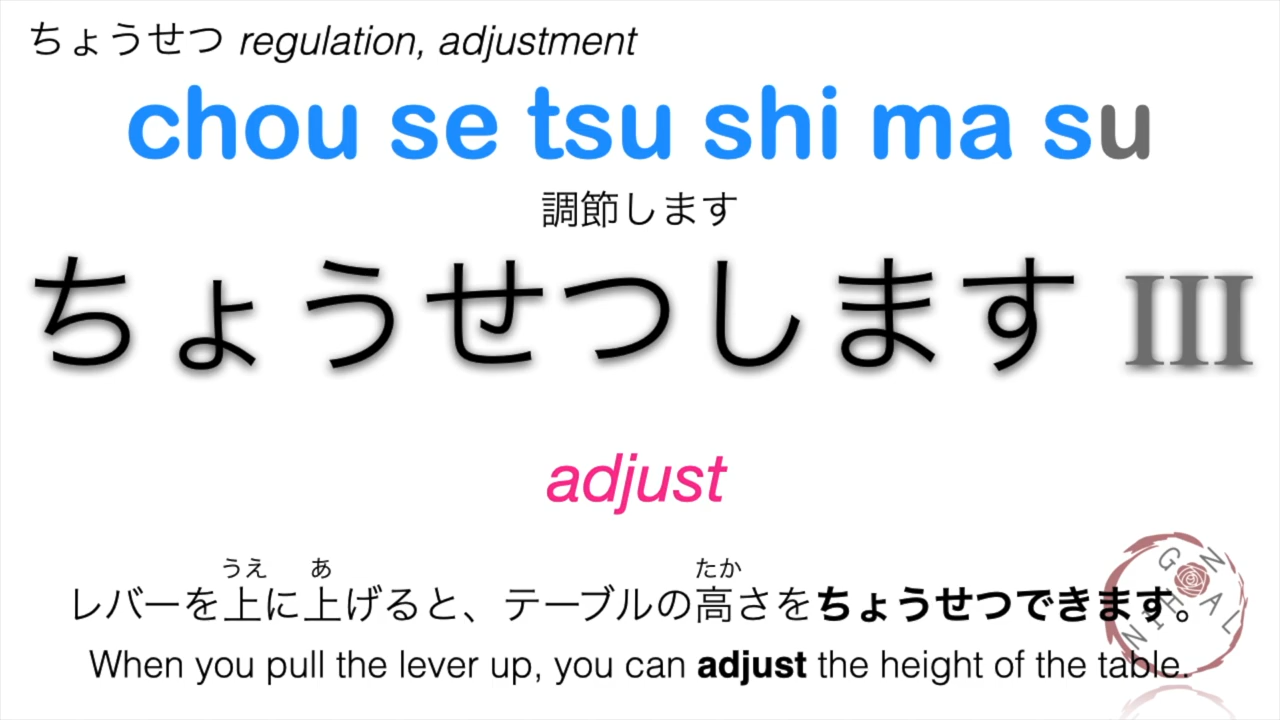 ちょうせつ regulation, adjustment
chou se tsu shi ma su
調節します
ちょうせつします III
adjust
うえ あ たか
レバーを上に上げると、テーブルの高さをちょうせつできます。
When you pull the lever up, you can adjust the height of the table.
NIHONGAL